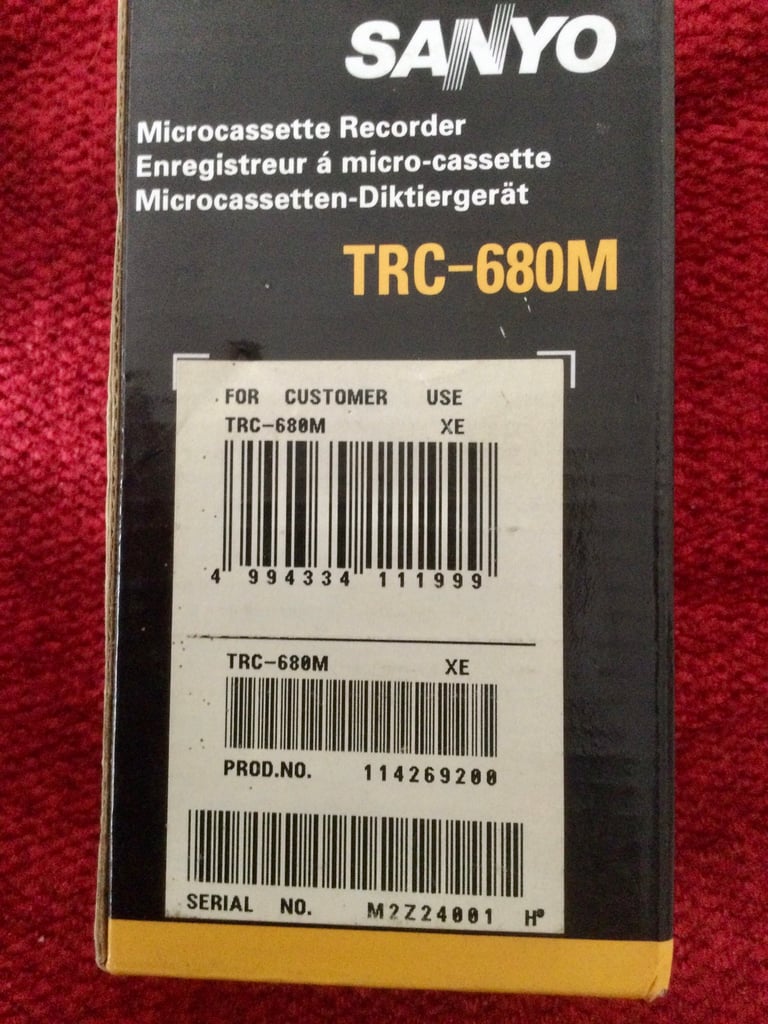 SANYO
Microcassette Recorder
Enregistreur á micro-cassette
Microcassetten-Diktiergerät
TRC-680M
FOR CUSTOMER USE
TRC-680M XE
4 994334 111999
TRC-680M XE
PROD.NO. 114269200
SERIAL NO. M2Z24001